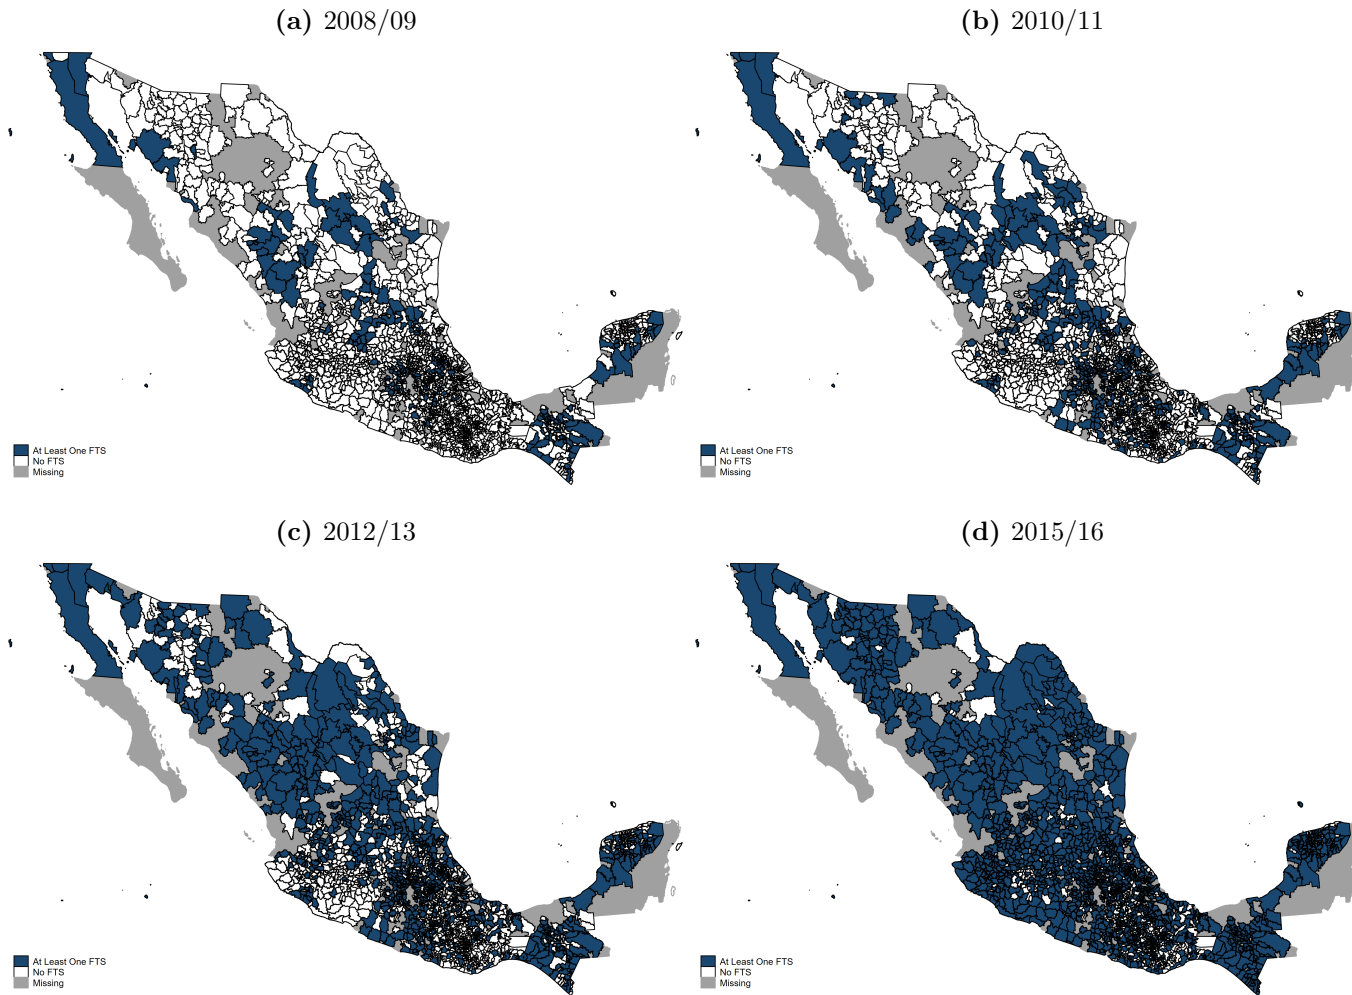 (a) 2008/09
(b) 2010/11
At Least One FTS
No FTS
Missing
At Least One FTS
No FTS
Missing
(c) 2012/13
(d) 2015/16
At Least One FTS
No FTS
Missing
At Least One FTS
No FTS
Missing